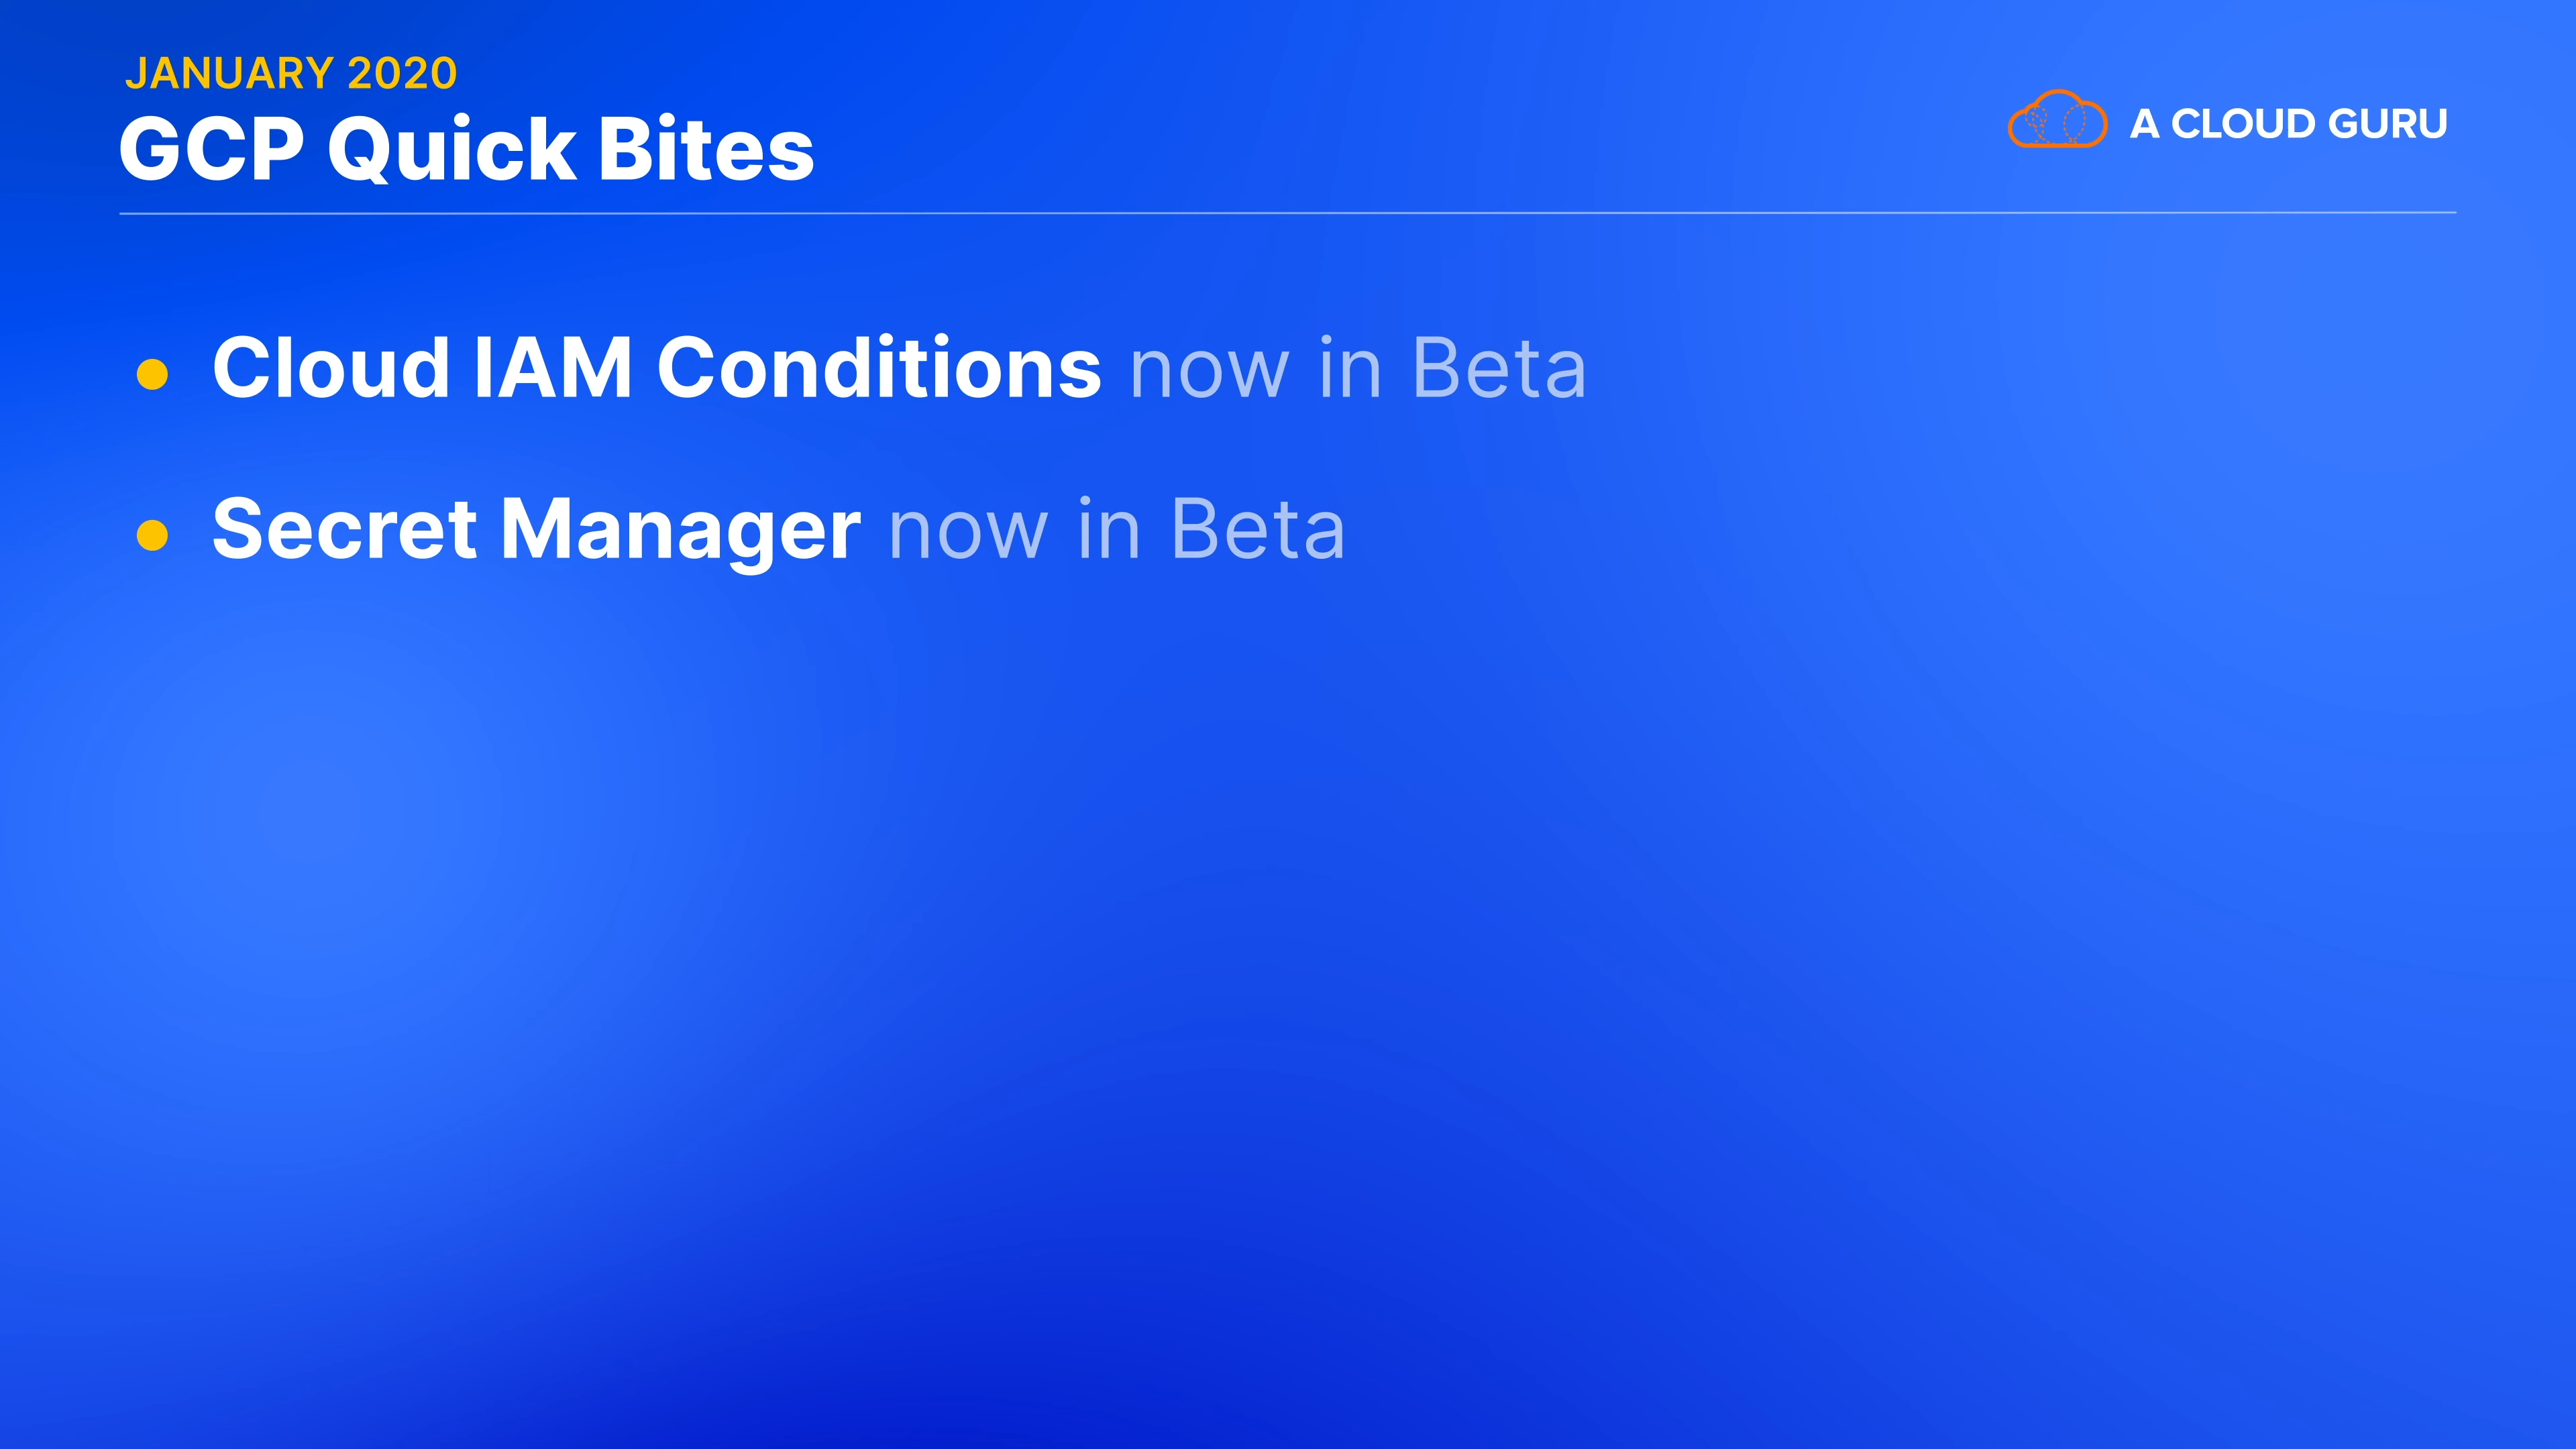 JANUARY 2020
GCP Quick Bites
A CLOUD GURU
Cloud IAM Conditions now in Beta
Secret Manager now in Beta